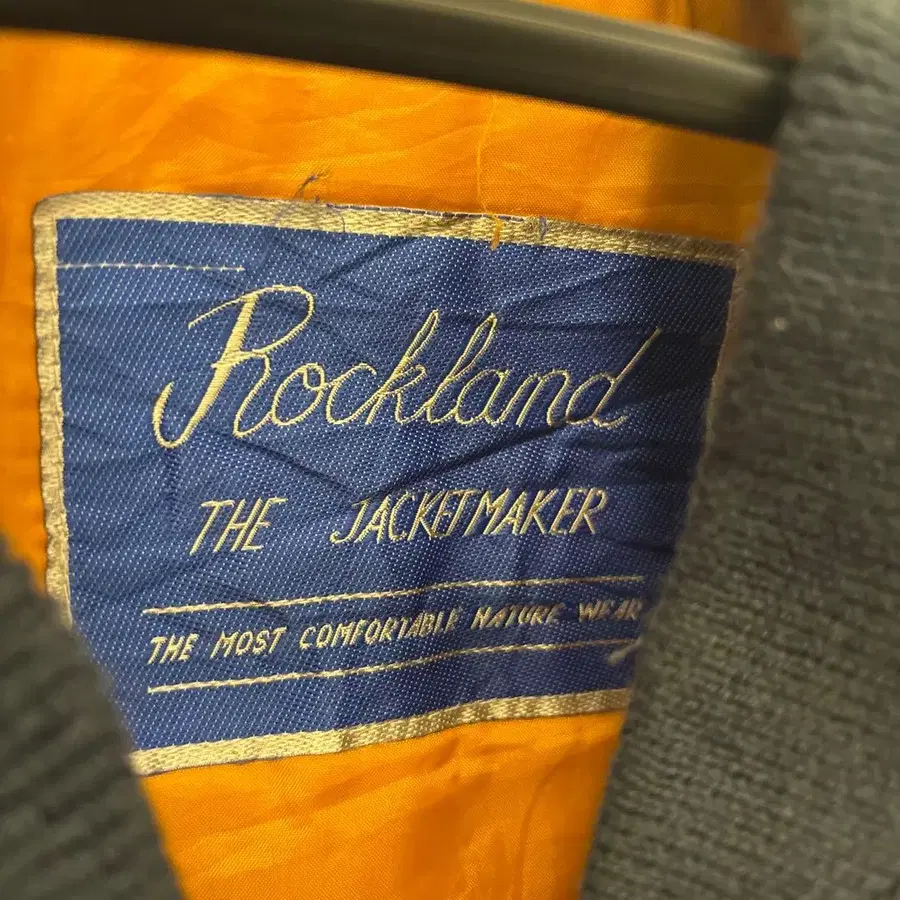 Rockland
THE JACKETMAKER
THE MOST COMFORTABLE NATURE WEAR